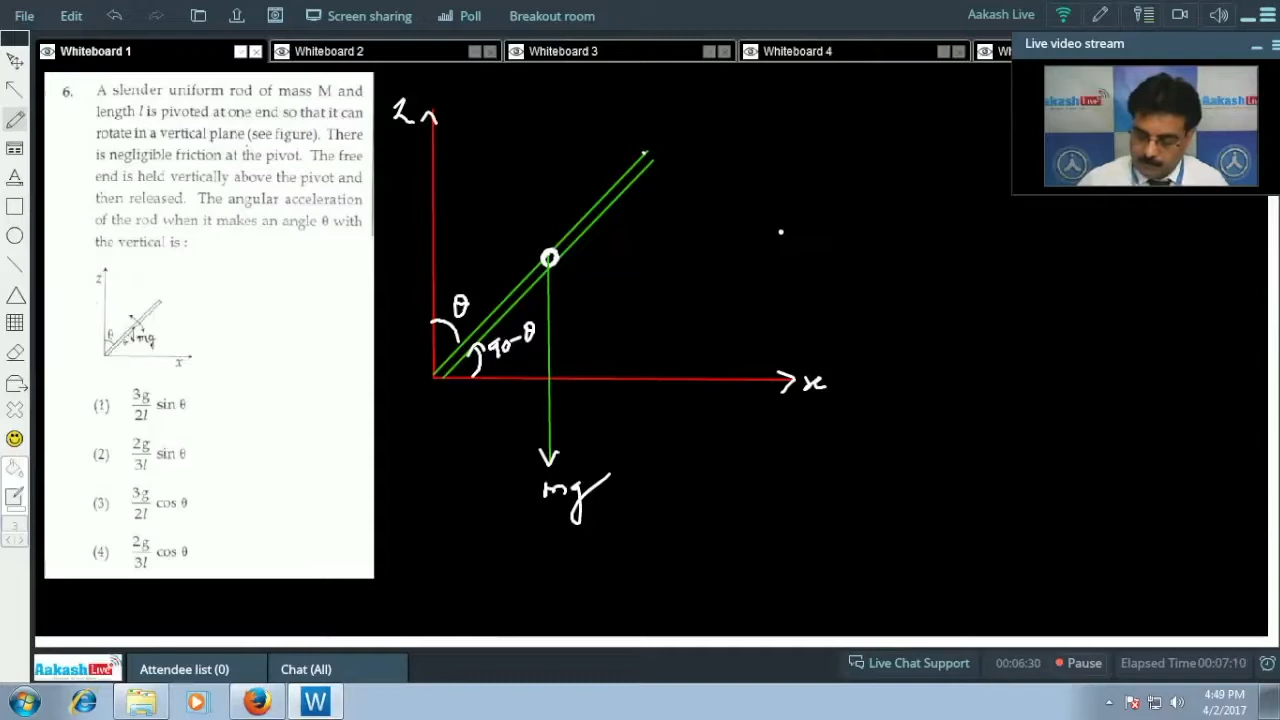 File Edit Screen sharing Poll Breakout room Aakash Live
Whiteboard 1 Whiteboard 2 Whiteboard 3 Whiteboard 4 Wh
Live video stream
AakashLive AakashLive
6. A slender uniform rod of mass M and
length l is pivoted at one end so that it can
rotate in a vertical plane (see figure). There
is negligible friction at the pivot. The free
end is held vertically above the pivot and
then released. The angular acceleration
of the rod when it makes an angle θ with
the vertical is :
z
θ
mg
x
(1) 3g/2l sin θ
(2) 2g/3l sin θ
(3) 3g/2l cos θ
(4) 2g/3l cos θ
θ
90-θ
x
mg
3
Aakash Live Attendee list (0) Chat (All) Live Chat Support 00:06:30 Pause Elapsed Time 00:07:10
4:49 PM
4/2/2017